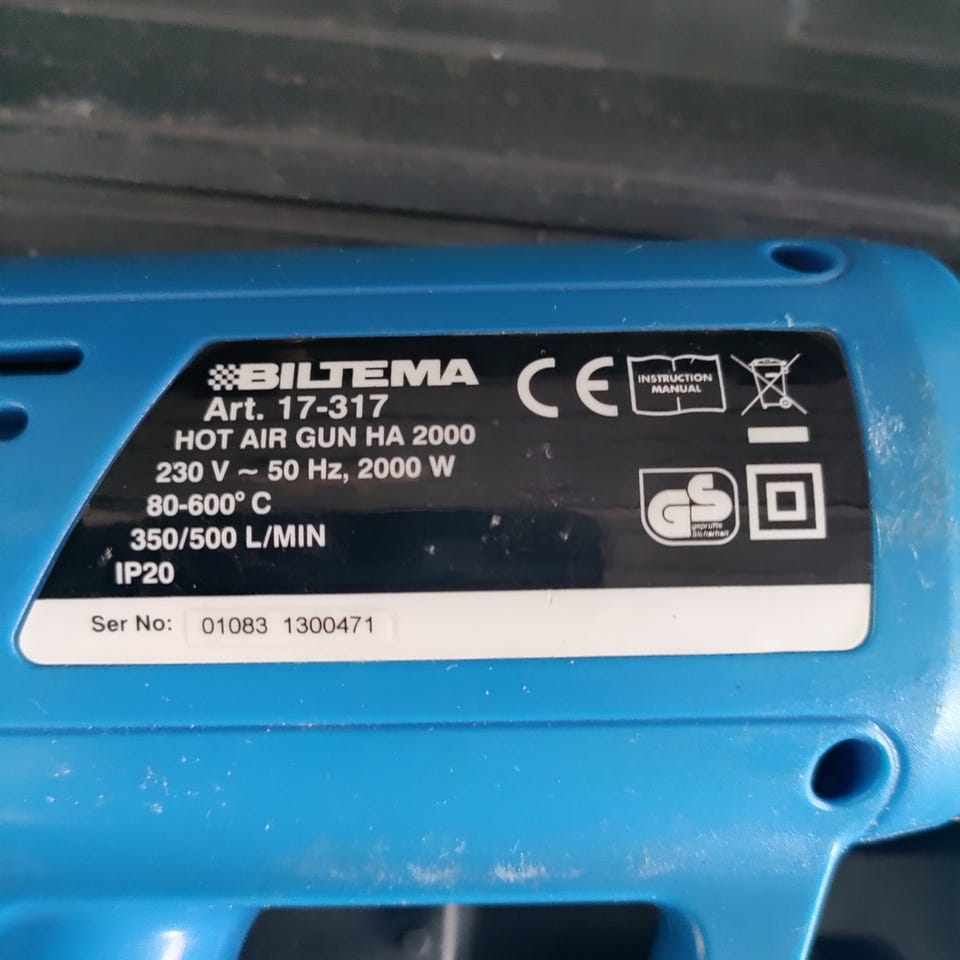 BILTEMA
Art. 17-317
HOT AIR GUN HA 2000
230 V ~ 50 Hz, 2000 W
80-600° C
350/500 L/MIN
IP20
Ser No: 01083 1300471
CE
INSTRUCTION
MANUAL
GS
geprüfte
Sicherheit